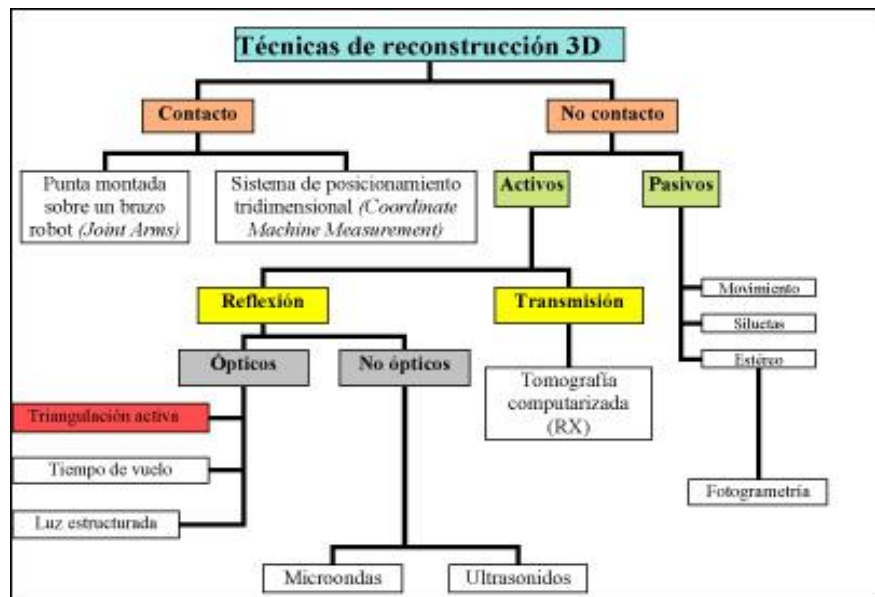 Técnicas de reconstrucción 3D
Contacto
No contacto
Punta montada
sobre un brazo
robot (Joint Arms)
Sistema de posicionamiento
tridimensional (Coordinate
Machine Measurement)
Activos
Pasivos
Reflexión
Transmisión
Movimiento
Siluetas
Estéreo
Ópticos
No ópticos
Tomografía
computarizada
(RX)
Triangulación activa
Tiempo de vuelo
Luz estructurada
Fotogrametría
Microondas
Ultrasonidos